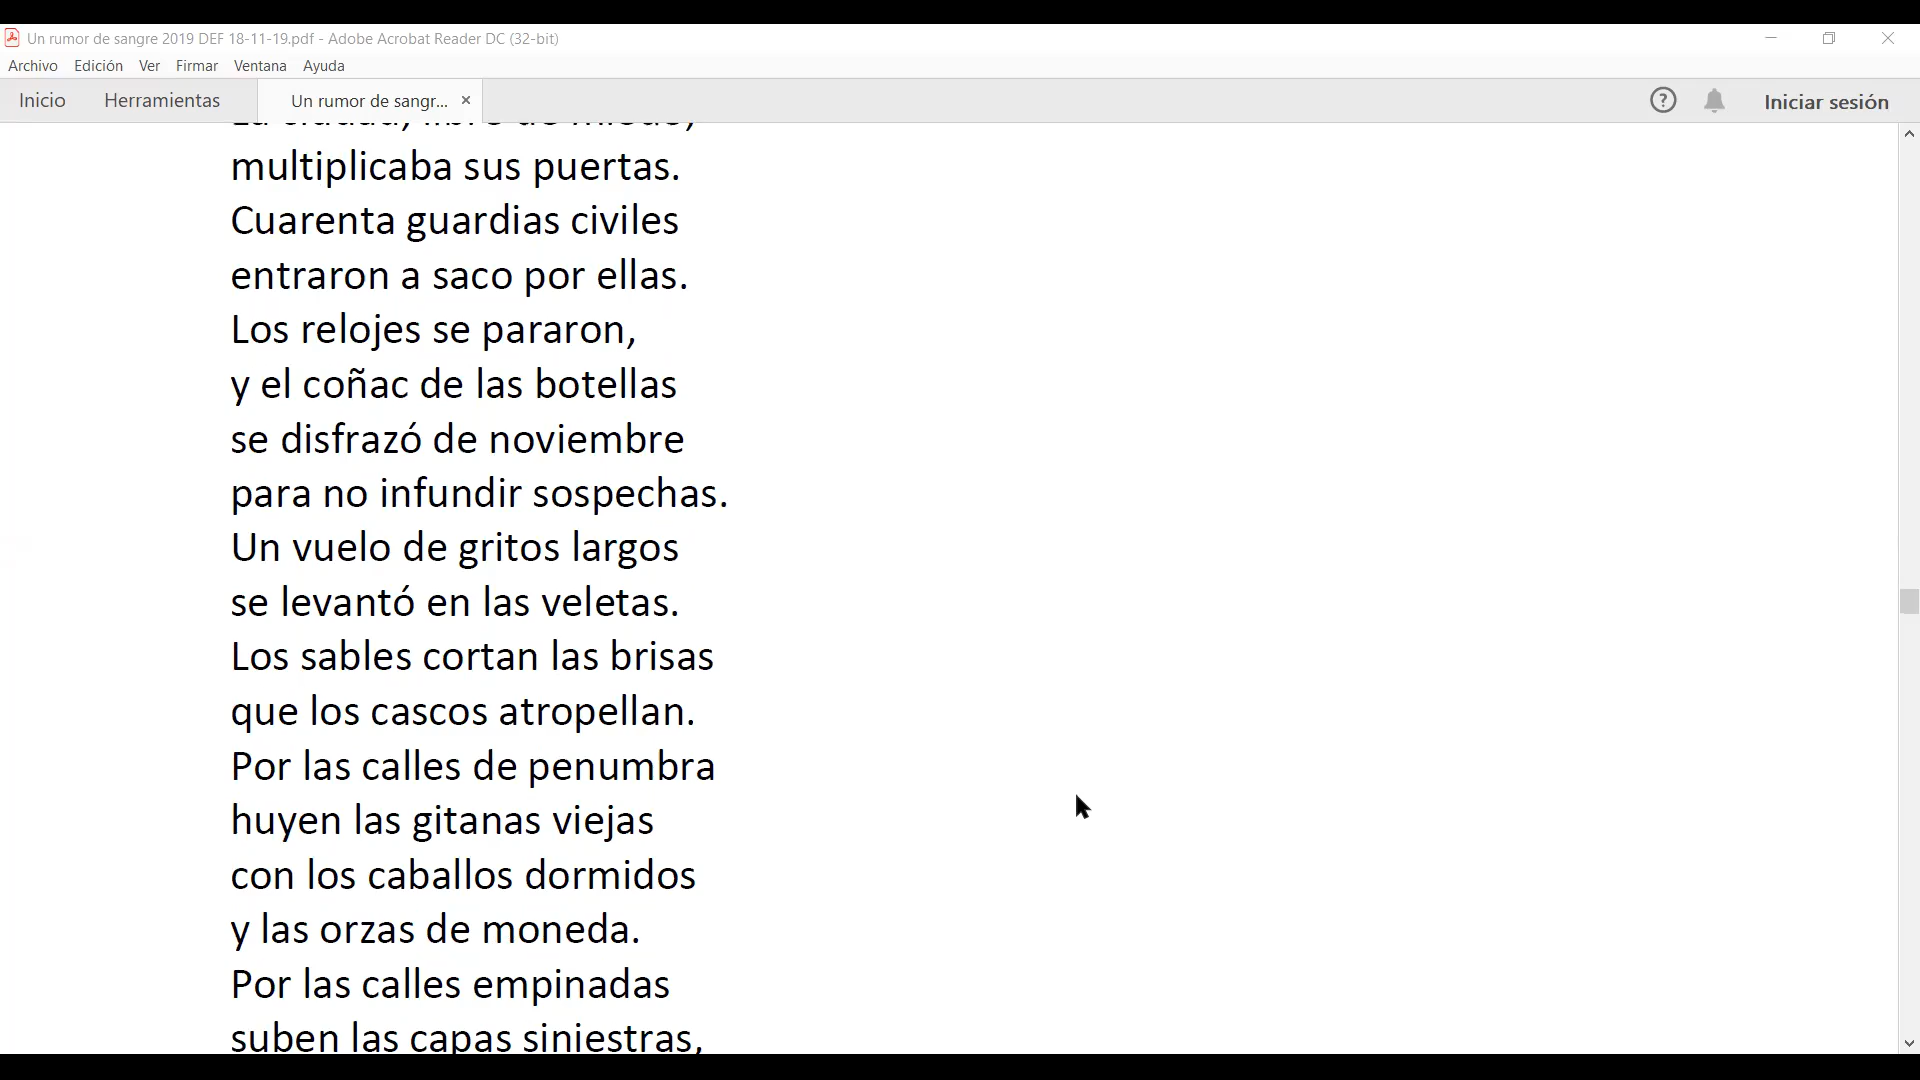 Un rumor de sangre 2019 DEF 18-11-19.pdf - Adobe Acrobat Reader DC (32-bit)
Archivo Edición Ver Firmar Ventana Ayuda
Inicio Herramientas Un rumor de sangr... Iniciar sesión
multiplicaba sus puertas.
Cuarenta guardias civiles
entraron a saco por ellas.
Los relojes se pararon,
y el coñac de las botellas
se disfrazó de noviembre
para no infundir sospechas.
Un vuelo de gritos largos
se levantó en las veletas.
Los sables cortan las brisas
que los cascos atropellan.
Por las calles de penumbra
huyen las gitanas viejas
con los caballos dormidos
y las orzas de moneda.
Por las calles empinadas
suben las capas siniestras,